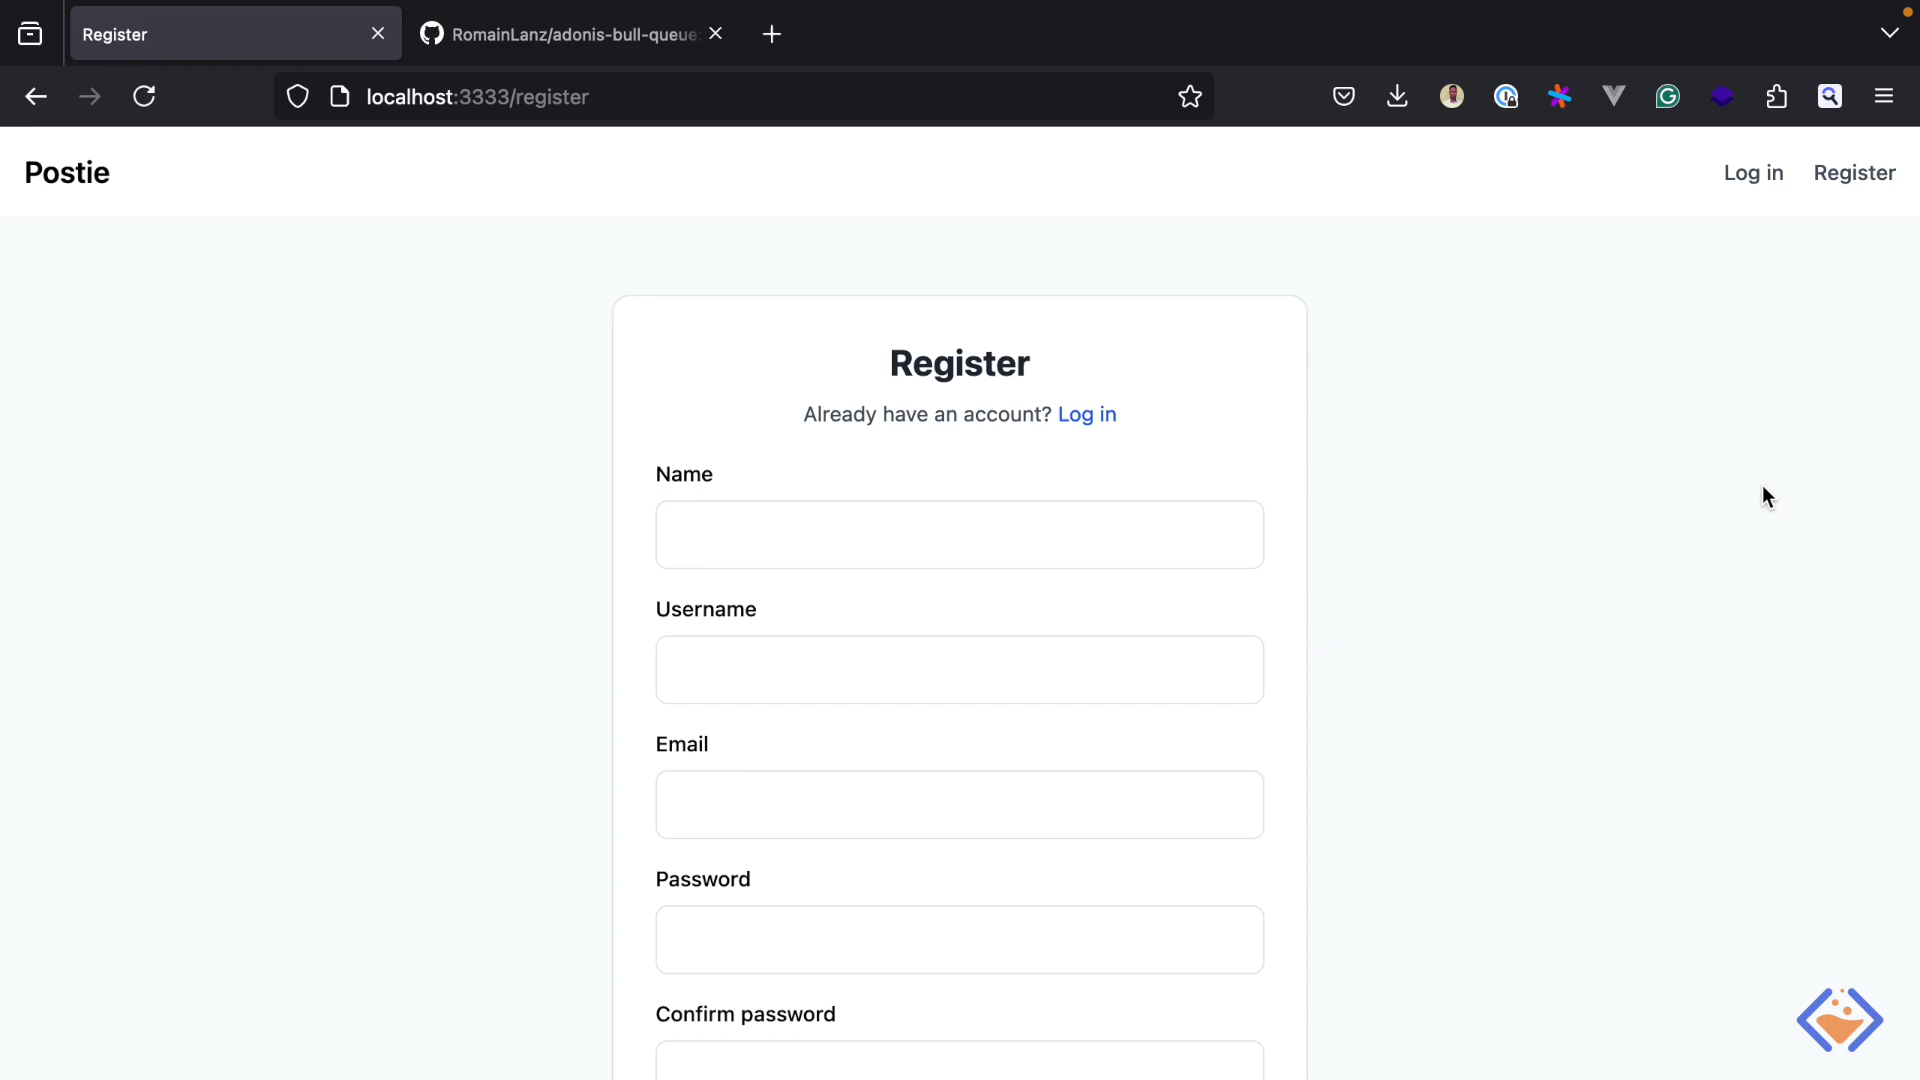 Register
RomainLanz/adonis-bull-queue
localhost:3333/register
Postie
Log in
Register
Register
Already have an account? Log in
Name
Username
Email
Password
Confirm password